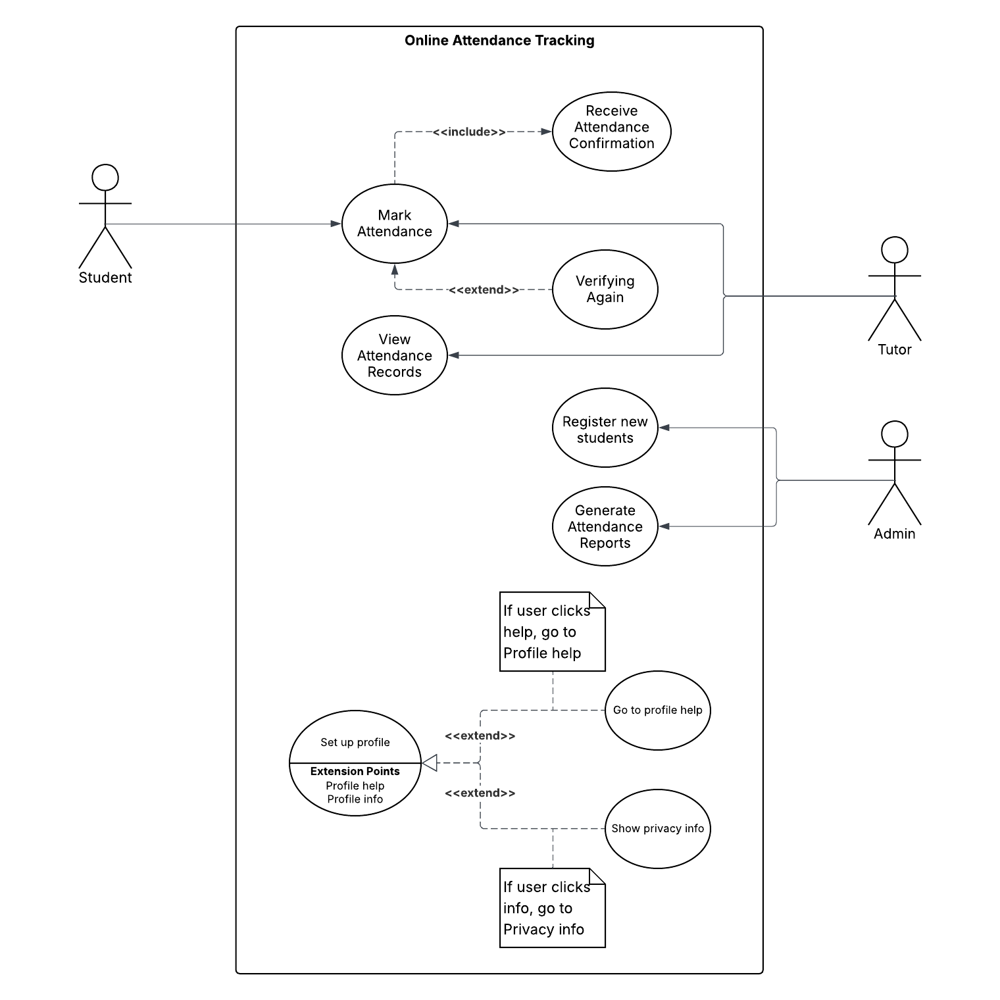 Online Attendance Tracking
Receive
Attendance
Confirmation
<<include>>
Mark
Attendance
Student
Verifying
Again
<<extend>>
View
Attendance
Records
Tutor
Register new
students
Generate
Attendance
Reports
Admin
If user clicks
help, go to
Profile help
Go to profile help
<<extend>>
Set up profile
Extension Points
Profile help
Profile info
<<extend>>
Show privacy info
If user clicks
info, go to
Privacy info